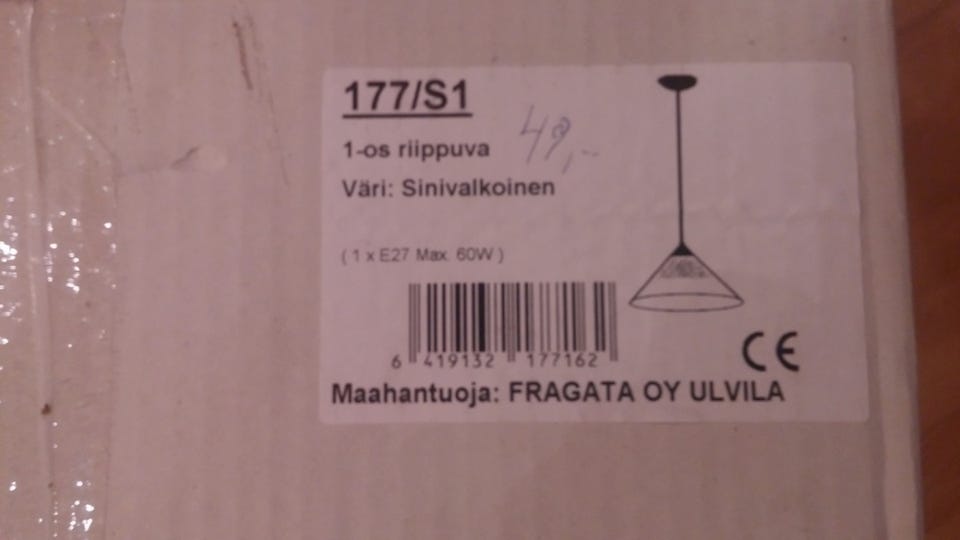 177/S1
1-os riippuva
49,-
Väri: Sinivalkoinen
( 1 x E27 Max. 60W )
6 419132 177162
CE
Maahantuoja: FRAGATA OY ULVILA